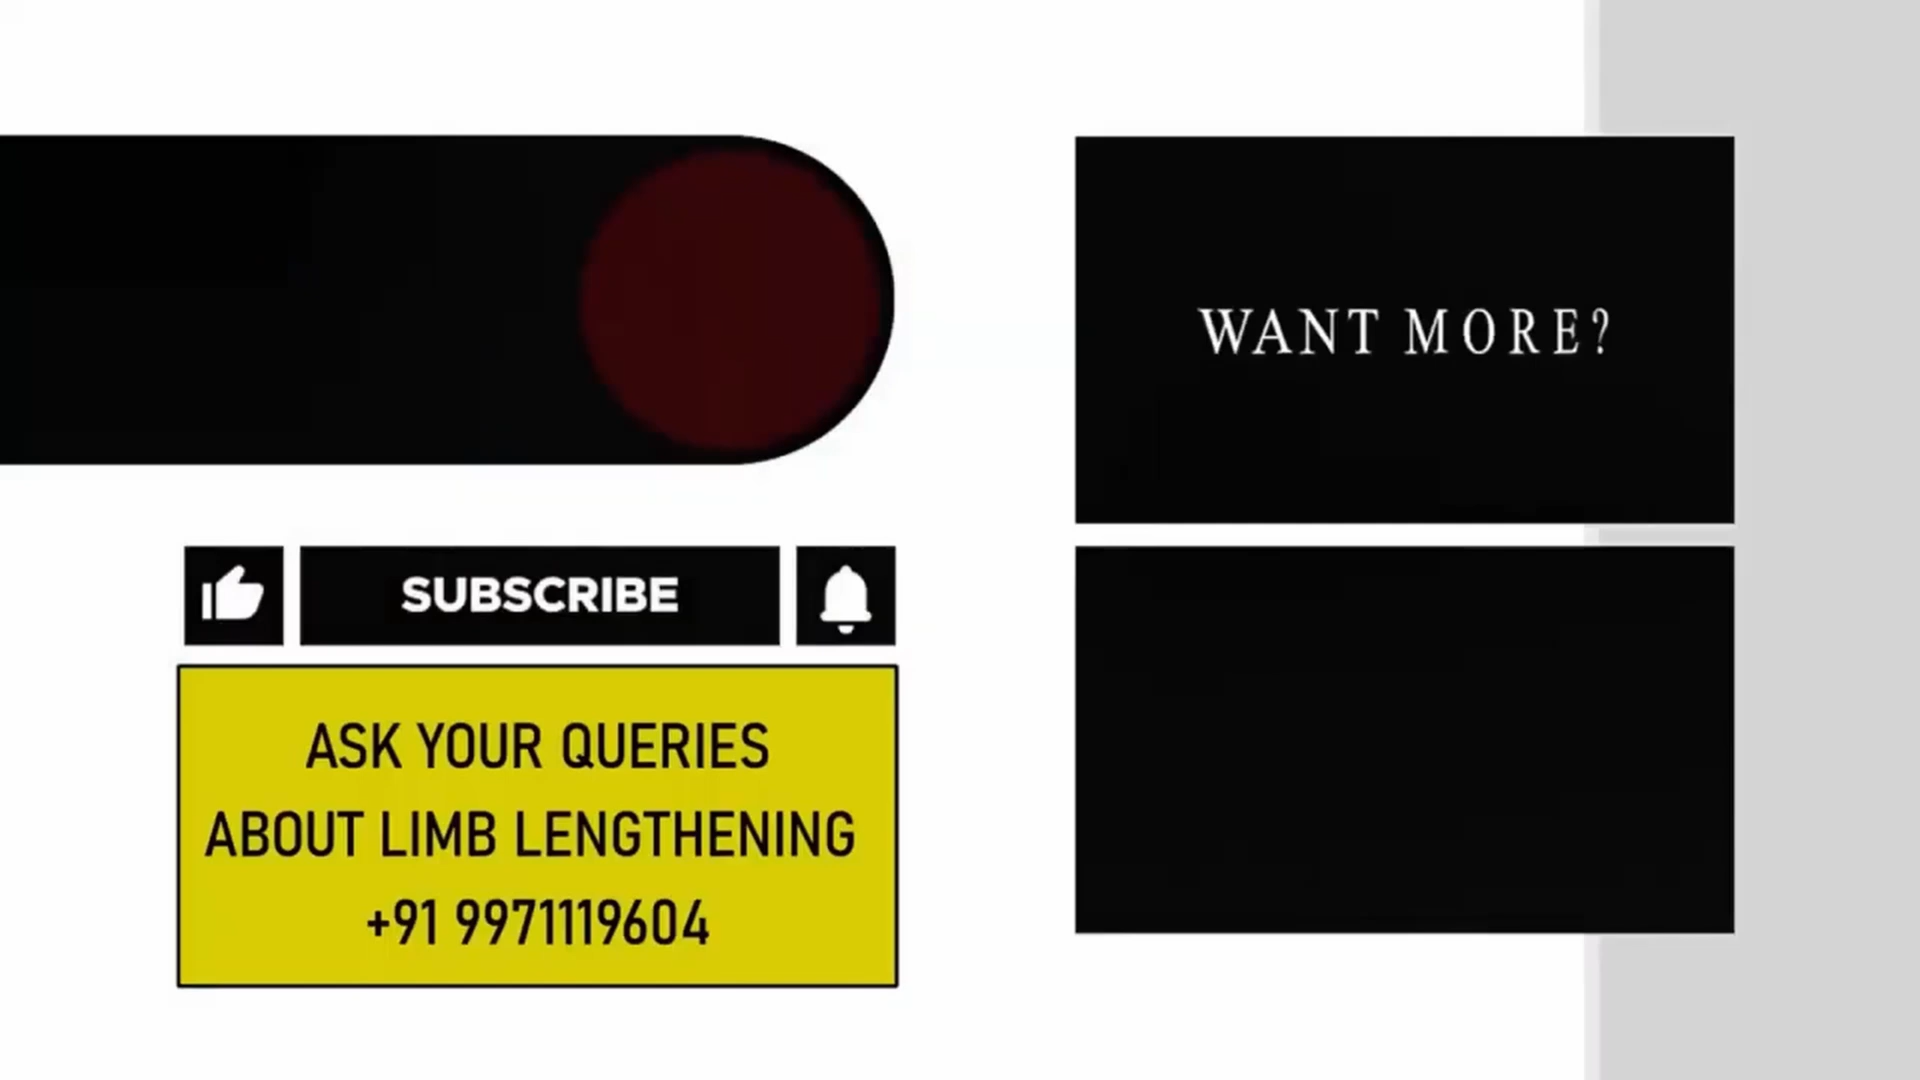 WANT MORE?
SUBSCRIBE
ASK YOUR QUERIES
ABOUT LIMB LENGTHENING
+91 9971119604